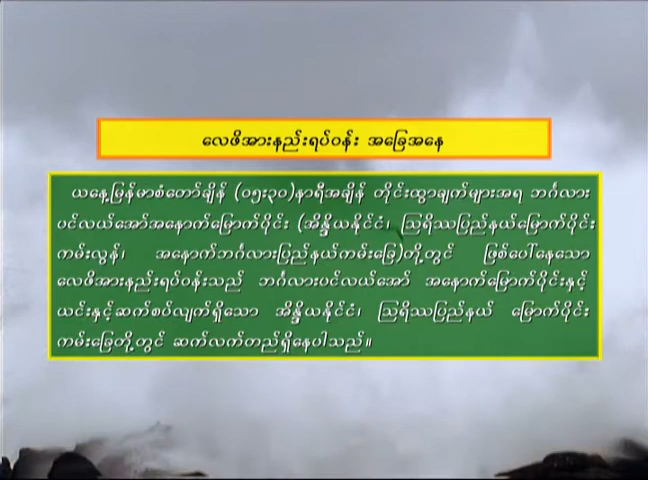 လေဖိအားနည်းရပ်ဝန်း အခြေအနေ
ယနေ့မြန်မာစံတော်ချိန် (၀၅:၃၀)နာရီအချိန် တိုင်းထွာချက်များအရ ဘင်္ဂလား
ပင်လယ်အော်အနောက်မြောက်ပိုင်း (အိန္ဒိယနိုင်ငံ၊ ဩရိဿပြည်နယ်မြောက်ပိုင်း
ကမ်းလွန်၊ အနောက်ဘင်္ဂလားပြည်နယ်ကမ်းခြေ)တို့တွင် ဖြစ်ပေါ်နေသော
လေဖိအားနည်းရပ်ဝန်းသည် ဘင်္ဂလားပင်လယ်အော် အနောက်မြောက်ပိုင်းနှင့်
ယင်းနှင့်ဆက်စပ်လျက်ရှိသော အိန္ဒိယနိုင်ငံ၊ ဩရိဿပြည်နယ် မြောက်ပိုင်း
ကမ်းခြေတို့တွင် ဆက်လက်တည်ရှိနေပါသည်။